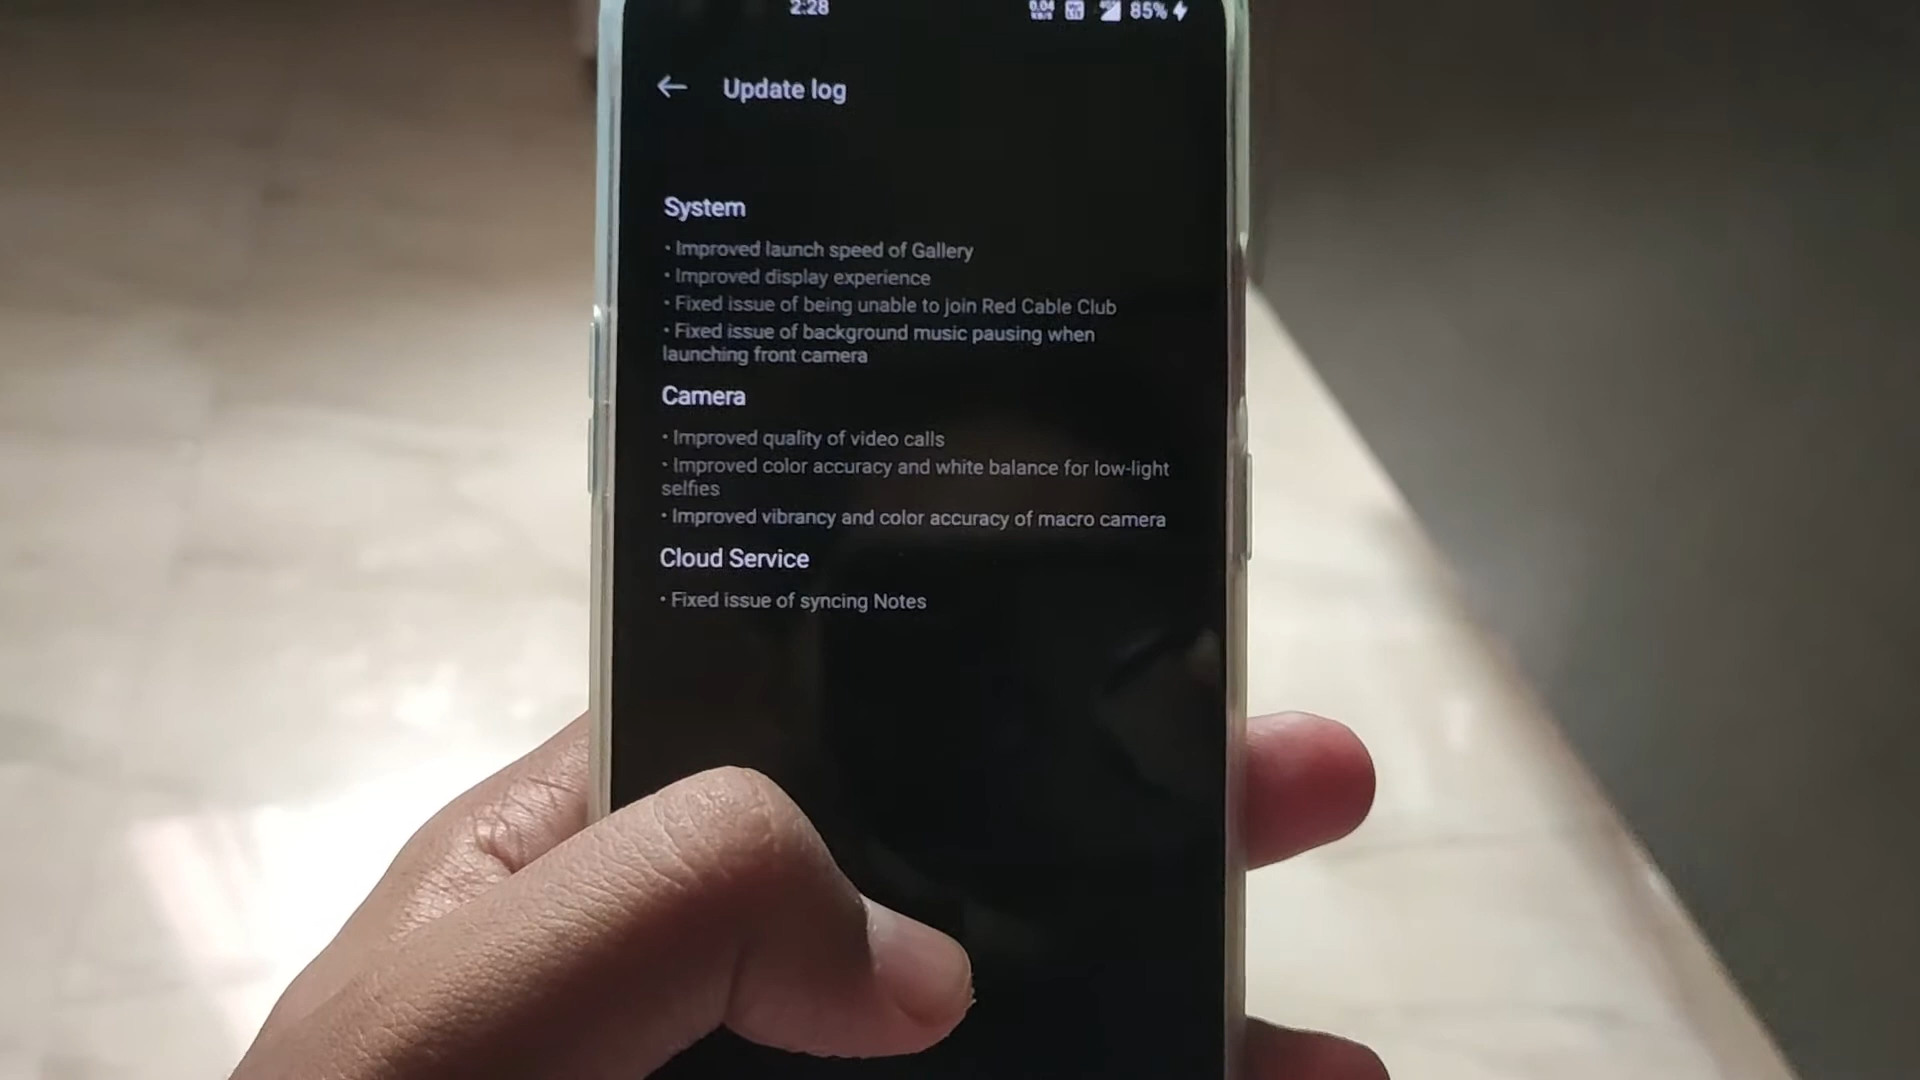 2:28
0.04
85%
Update log
System
• Improved launch speed of Gallery
• Improved display experience
• Fixed issue of being unable to join Red Cable Club
• Fixed issue of background music pausing when
launching front camera
Camera
• Improved quality of video calls
• Improved color accuracy and white balance for low-light
selfies
• Improved vibrancy and color accuracy of macro camera
Cloud Service
• Fixed issue of syncing Notes